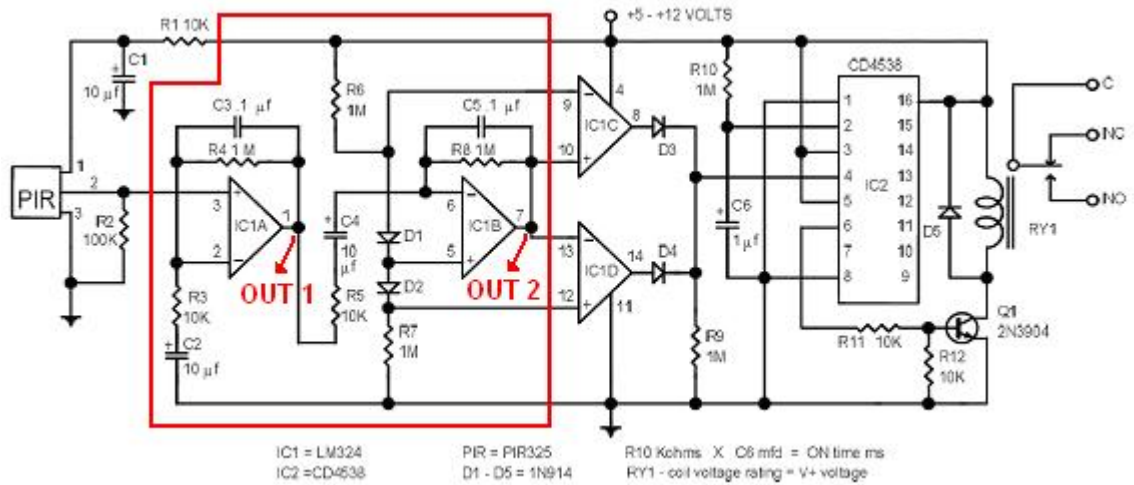 +5 - +12 VOLTS
R1 10K
C1
+
10 µf
R6
1M
C3 .1 µf
R4 1 M
C5 .1 µf
R8 1M
R10
1M
CD4538
1
2
3
4
5
6
7
8
16
15
14
13
12
11
10
9
IC2
C
NC
NO
RY1
PIR
1
2
3
R2
100K
3
+
2
-
1
IC1A
OUT 1
R3
10K
+
C2
10 µf
+
C4
10
µf
R5
10K
D1
D2
R7
1M
6
-
5
+
7
IC1B
OUT 2
9
-
10
+
4
8
IC1C
D3
13
-
12
+
14
11
IC1D
D4
R9
1M
+
C6
1 µf
D5
R11 10K
R12
10K
Q1
2N3904
IC1 = LM324
IC2 =CD4538
PIR = PIR325
D1 - D5 = 1N914
R10 Kohms X C6 mfd = ON time ms
RY1 - coil voltage rating = V+ voltage